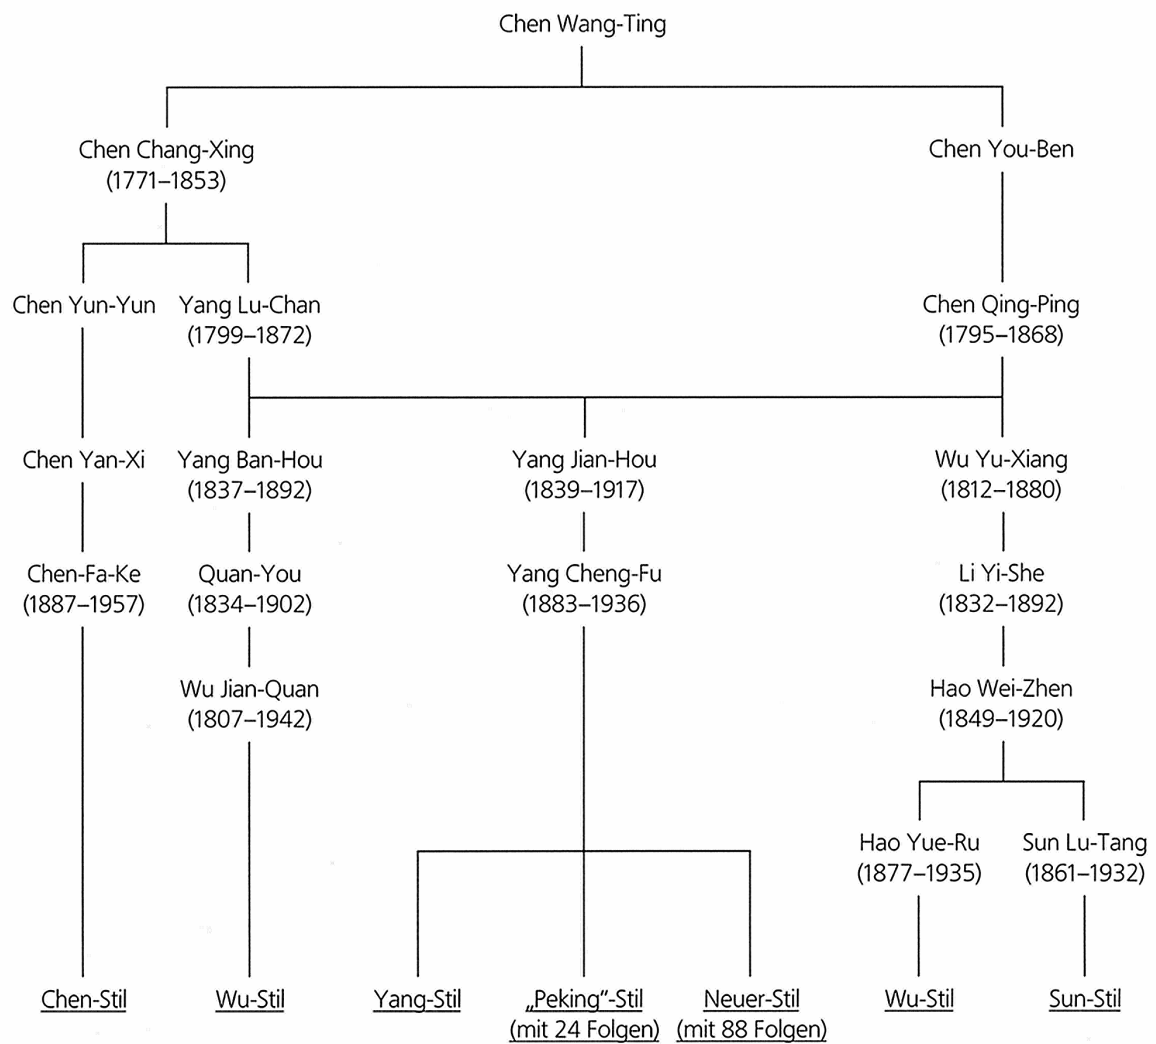 Chen Wang-Ting
Chen Chang-Xing
(1771–1853)
Chen You-Ben
Chen Yun-Yun
Yang Lu-Chan
(1799–1872)
Chen Qing-Ping
(1795–1868)
Chen Yan-Xi
Yang Ban-Hou
(1837–1892)
Yang Jian-Hou
(1839–1917)
Wu Yu-Xiang
(1812–1880)
Chen-Fa-Ke
(1887–1957)
Quan-You
(1834–1902)
Yang Cheng-Fu
(1883–1936)
Li Yi-She
(1832–1892)
Wu Jian-Quan
(1807–1942)
Hao Wei-Zhen
(1849–1920)
Hao Yue-Ru
(1877–1935)
Sun Lu-Tang
(1861–1932)
Chen-Stil
Wu-Stil
Yang-Stil
„Peking“-Stil
(mit 24 Folgen)
Neuer-Stil
(mit 88 Folgen)
Wu-Stil
Sun-Stil